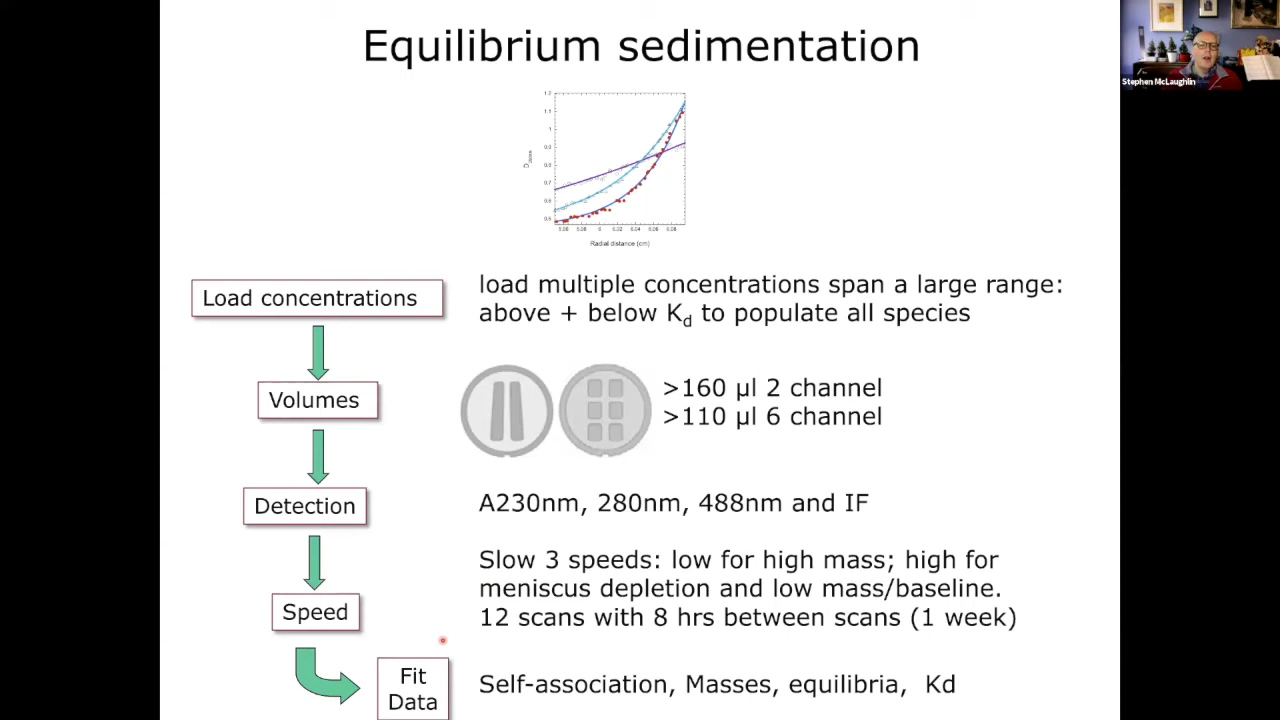 Equilibrium sedimentation
Stephen McLaughlin
Radial distance (cm)
Load concentrations
load multiple concentrations span a large range:
above + below Kd to populate all species
Volumes
>160 µl 2 channel
>110 µl 6 channel
Detection
A230nm, 280nm, 488nm and IF
Slow 3 speeds: low for high mass; high for
meniscus depletion and low mass/baseline.
Speed
12 scans with 8 hrs between scans (1 week)
Fit
Data
Self-association, Masses, equilibria, Kd